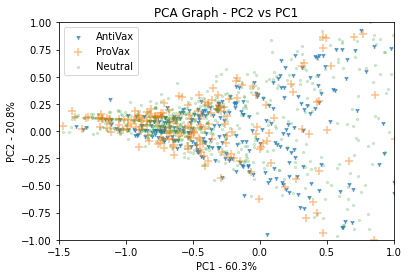 PCA Graph - PC2 vs PC1
1.00
0.75
0.50
0.25
0.00
−0.25
−0.50
−0.75
−1.00
PC2 - 20.8%
AntiVax
ProVax
Neutral
−1.5
−1.0
−0.5
0.0
0.5
1.0
PC1 - 60.3%